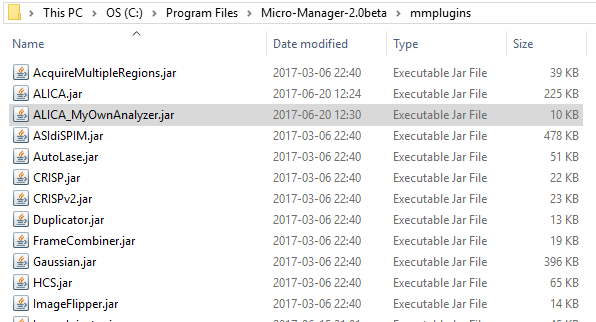 This PC > OS (C:) > Program Files > Micro-Manager-2.0beta > mmplugins
Name Date modified Type Size
AcquireMultipleRegions.jar 2017-03-06 22:40 Executable Jar File 39 KB
ALICA.jar 2017-06-20 12:24 Executable Jar File 225 KB
ALICA_MyOwnAnalyzer.jar 2017-06-20 12:30 Executable Jar File 10 KB
ASIdiSPIM.jar 2017-03-06 22:40 Executable Jar File 478 KB
AutoLase.jar 2017-03-06 22:40 Executable Jar File 51 KB
CRISP.jar 2017-03-06 22:40 Executable Jar File 22 KB
CRISPv2.jar 2017-03-06 22:40 Executable Jar File 23 KB
Duplicator.jar 2017-03-06 22:40 Executable Jar File 13 KB
FrameCombiner.jar 2017-03-06 22:40 Executable Jar File 19 KB
Gaussian.jar 2017-03-06 22:40 Executable Jar File 396 KB
HCS.jar 2017-03-06 22:40 Executable Jar File 65 KB
ImageFlipper.jar 2017-03-06 22:40 Executable Jar File 14 KB